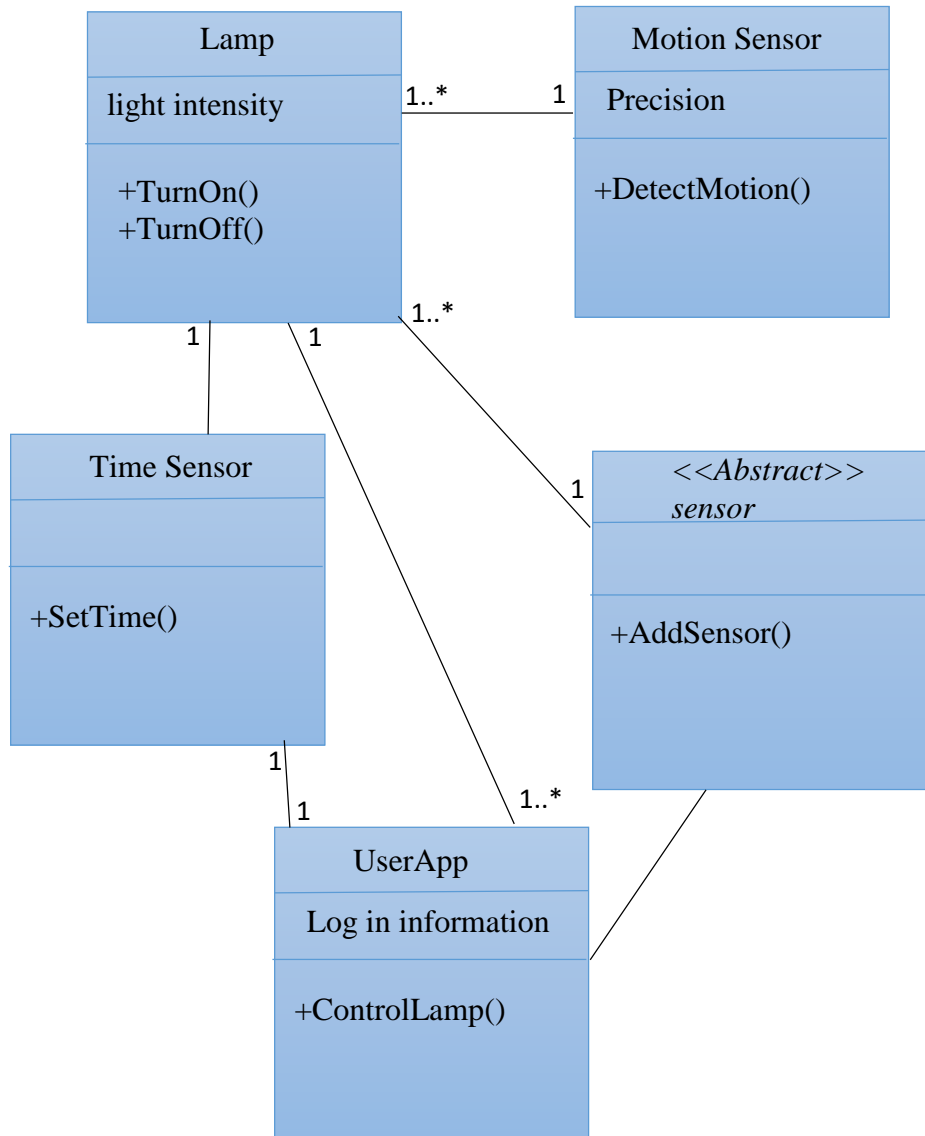 Lamp
light intensity
+TurnOn()
+TurnOff()
Motion Sensor
Precision
+DetectMotion()
1..*
1
1
1
1..*
1
Time Sensor
+SetTime()
<<Abstract>>
sensor
+AddSensor()
1
1
1..*
UserApp
Log in information
+ControlLamp()